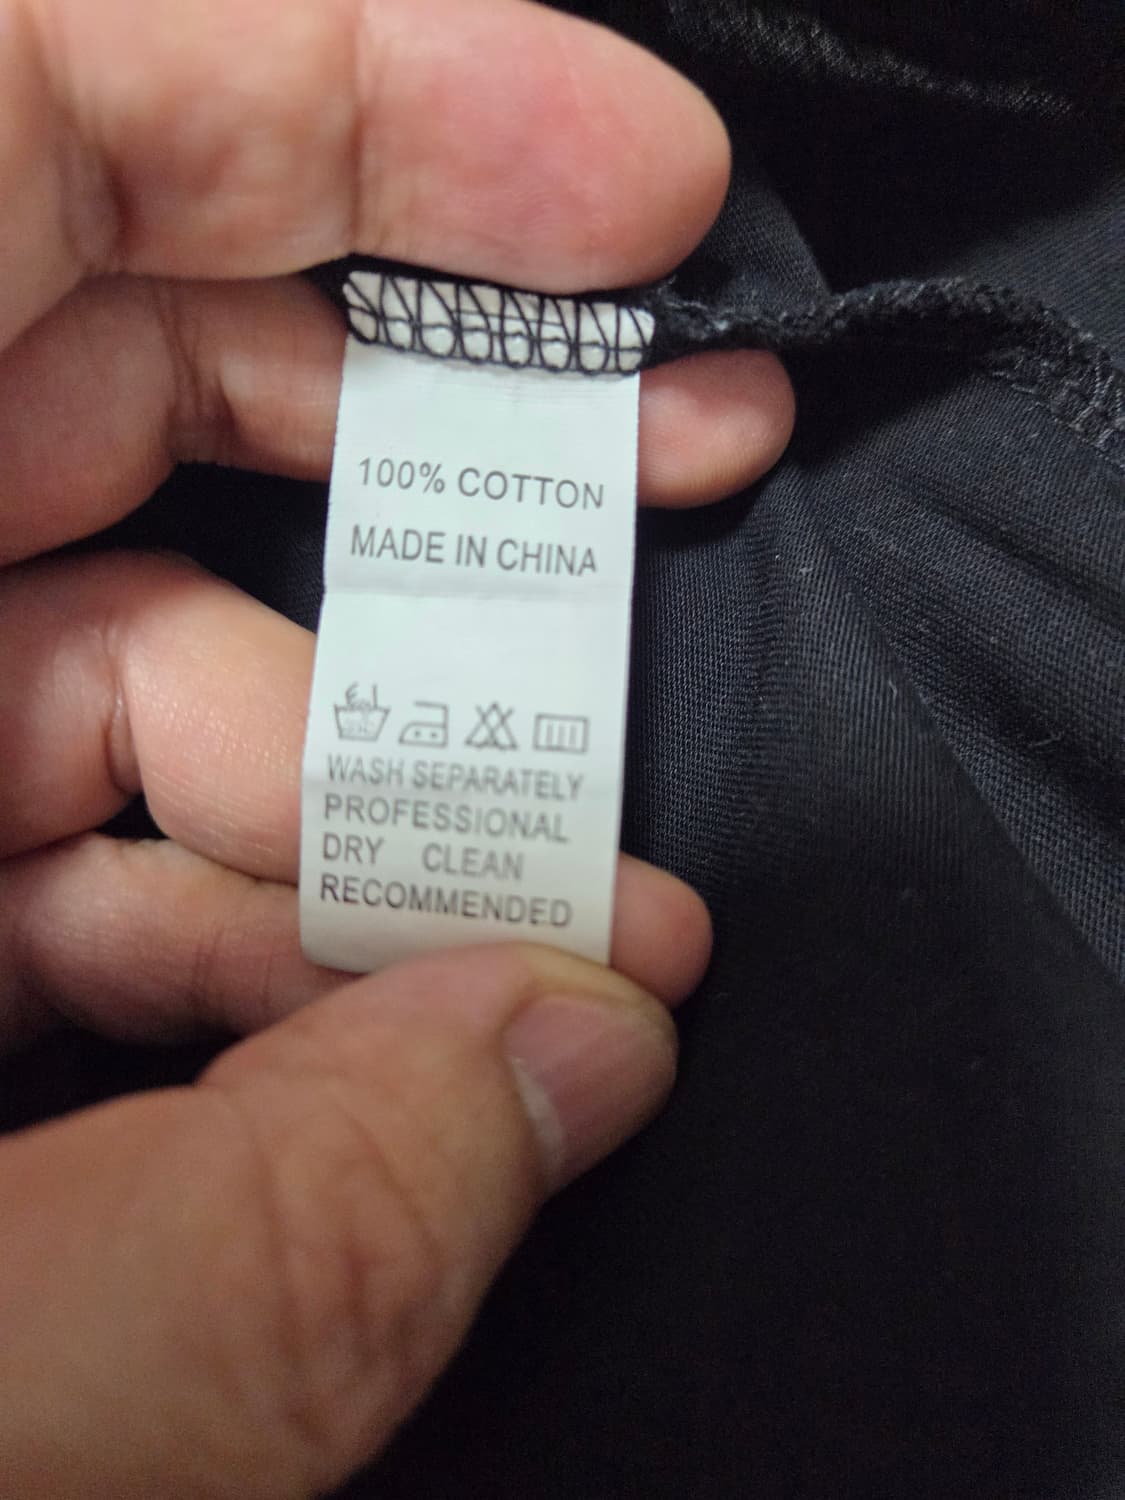 100% COTTON
MADE IN CHINA
WASH SEPARATELY
PROFESSIONAL
DRY CLEAN
RECOMMENDED